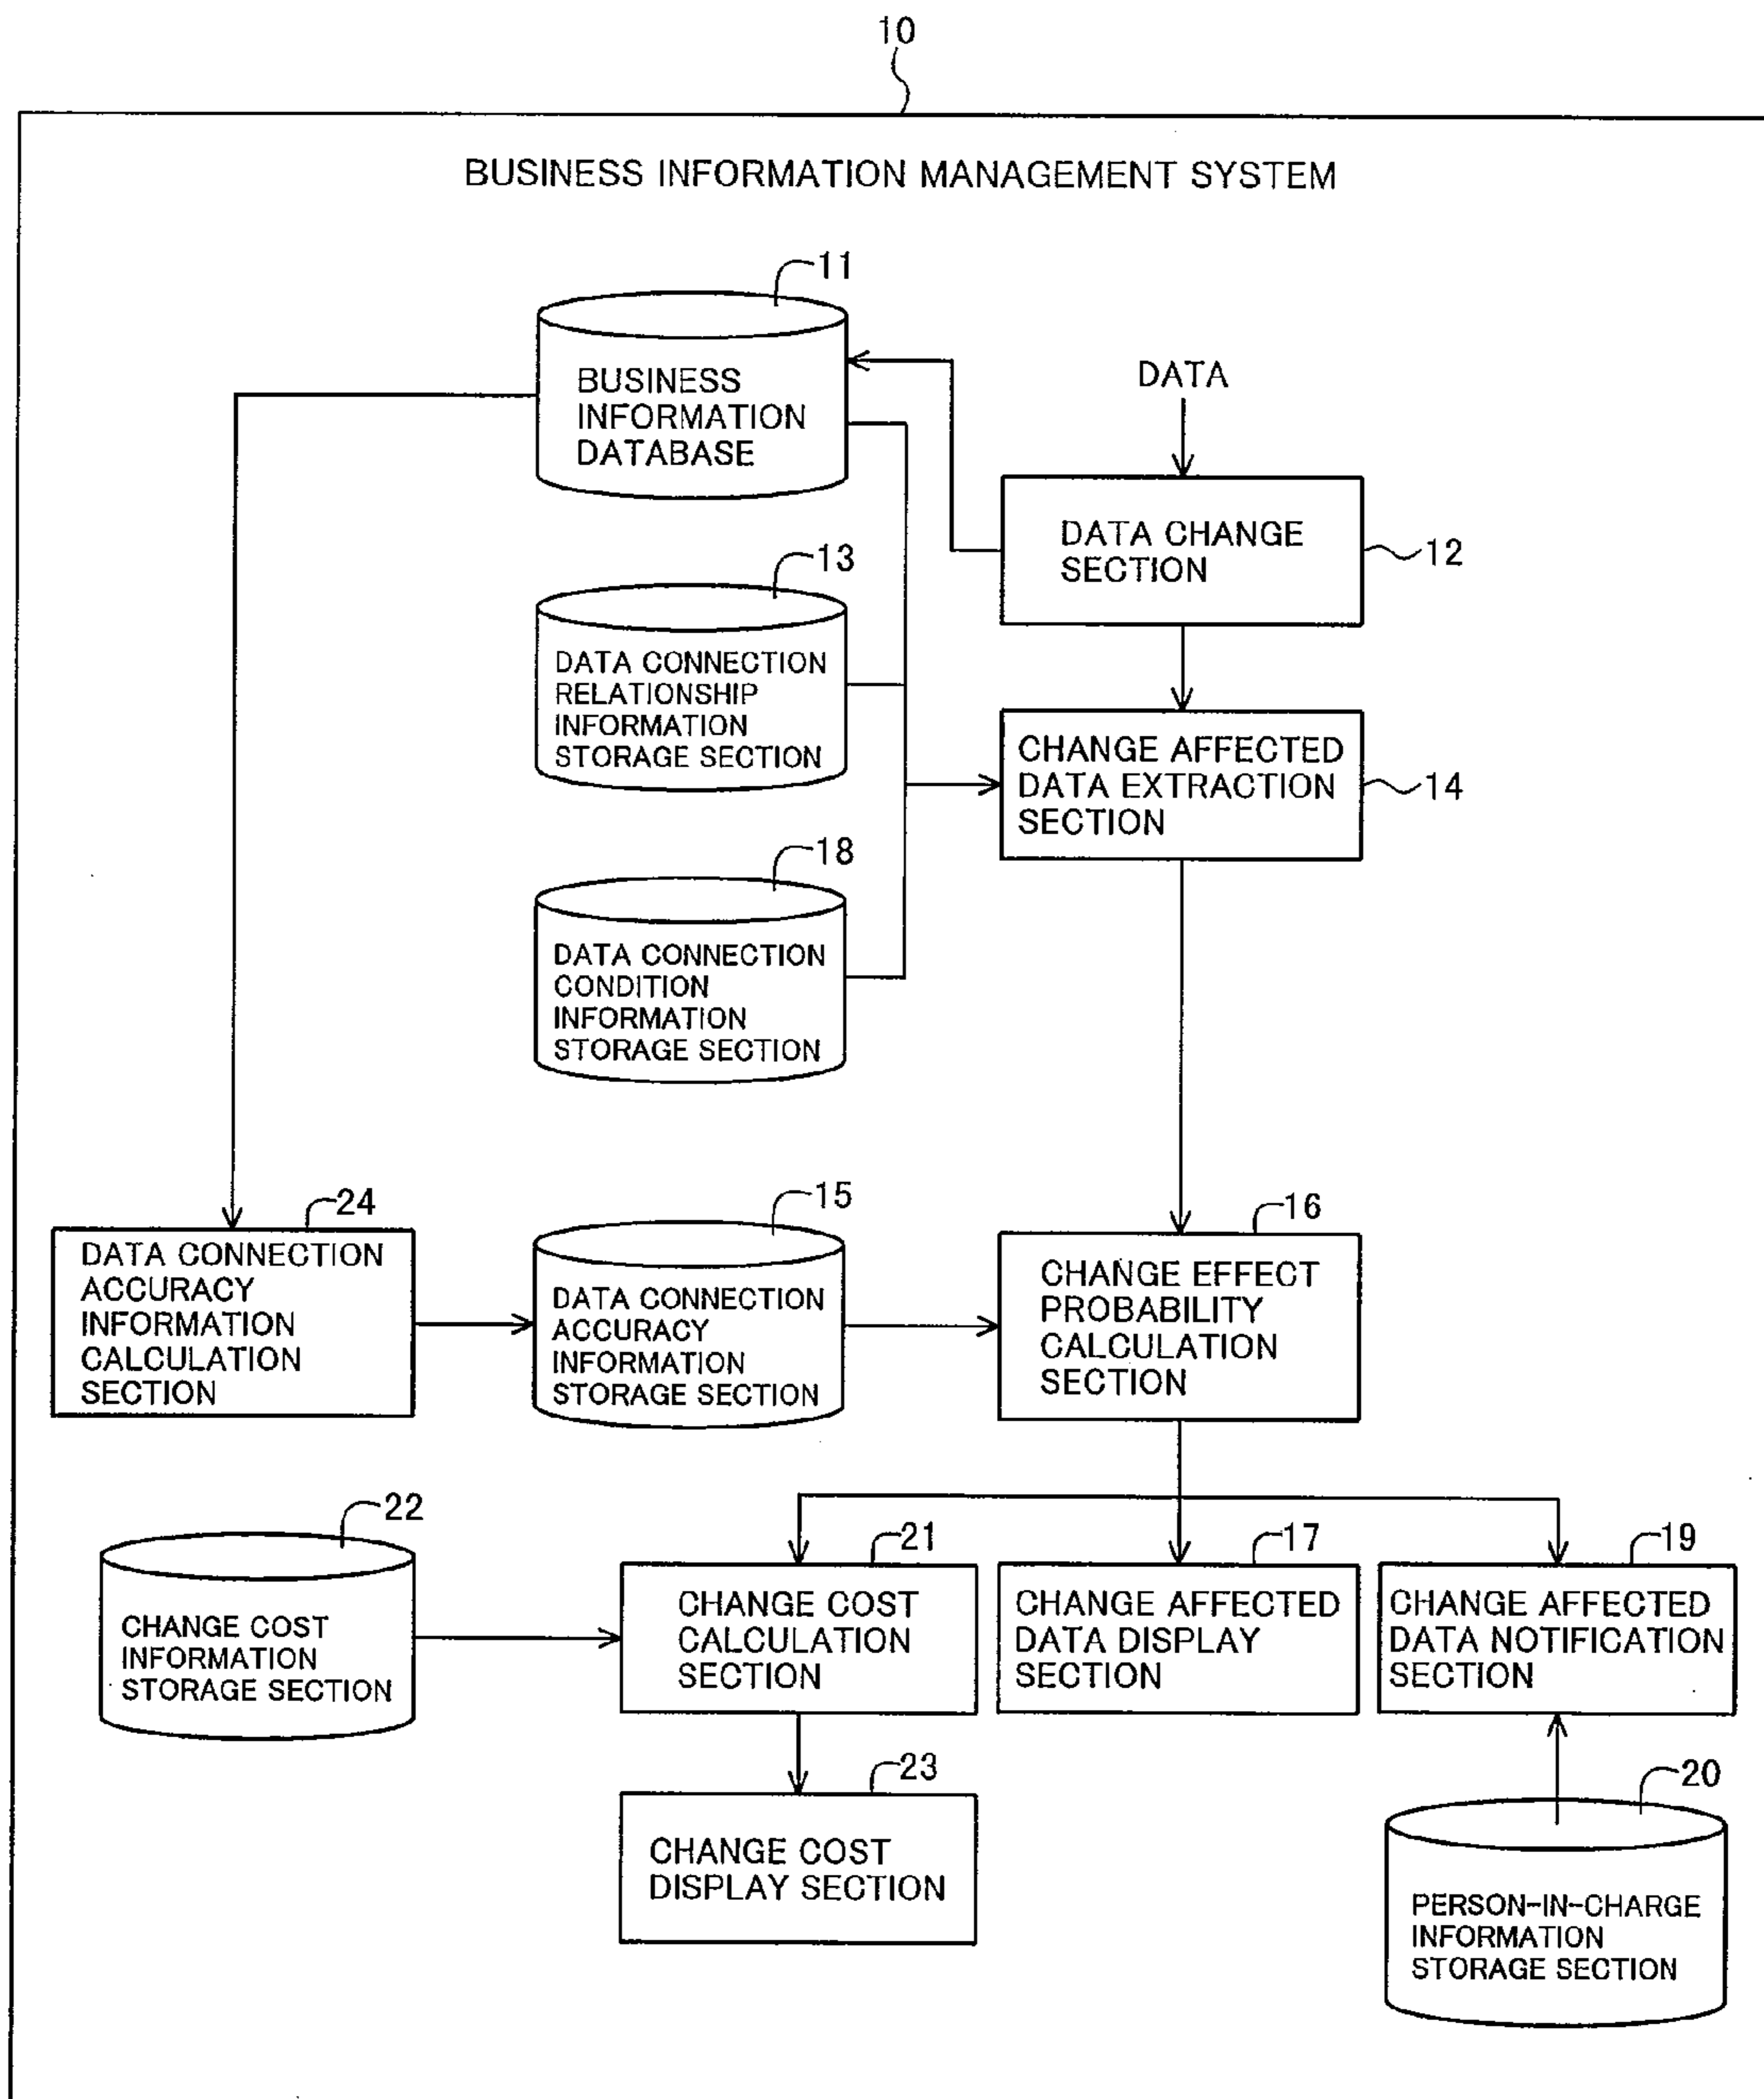 10
BUSINESS INFORMATION MANAGEMENT SYSTEM
11
BUSINESS
INFORMATION
DATABASE
DATA
DATA CHANGE
SECTION
12
13
DATA CONNECTION
RELATIONSHIP
INFORMATION
STORAGE SECTION
CHANGE AFFECTED
DATA EXTRACTION
SECTION
14
18
DATA CONNECTION
CONDITION
INFORMATION
STORAGE SECTION
24
DATA CONNECTION
ACCURACY
INFORMATION
CALCULATION
SECTION
15
DATA CONNECTION
ACCURACY
INFORMATION
STORAGE SECTION
16
CHANGE EFFECT
PROBABILITY
CALCULATION
SECTION
22
CHANGE COST
INFORMATION
STORAGE SECTION
21
CHANGE COST
CALCULATION
SECTION
17
CHANGE AFFECTED
DATA DISPLAY
SECTION
19
CHANGE AFFECTED
DATA NOTIFICATION
SECTION
23
CHANGE COST
DISPLAY SECTION
20
PERSON-IN-CHARGE
INFORMATION
STORAGE SECTION